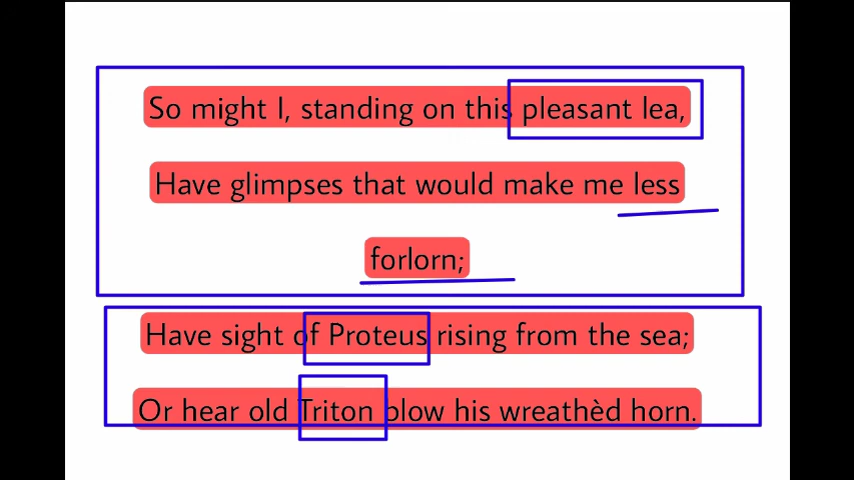 So might I, standing on this pleasant lea,
Have glimpses that would make me less
forlorn;
Have sight of Proteus rising from the sea;
Or hear old Triton blow his wreathèd horn.